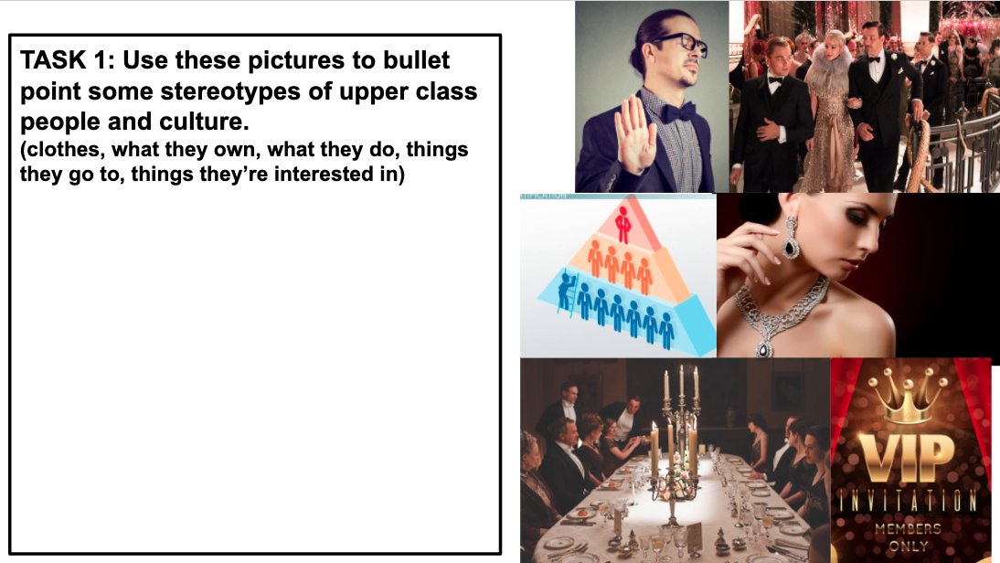 TASK 1: Use these pictures to bullet
point some stereotypes of upper class
people and culture.
(clothes, what they own, what they do, things
they go to, things they’re interested in)
VIP
INVITATION
MEMBERS
ONLY